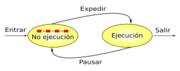 Expedir
Entrar
No ejecución
Ejecución
Salir
Pausar